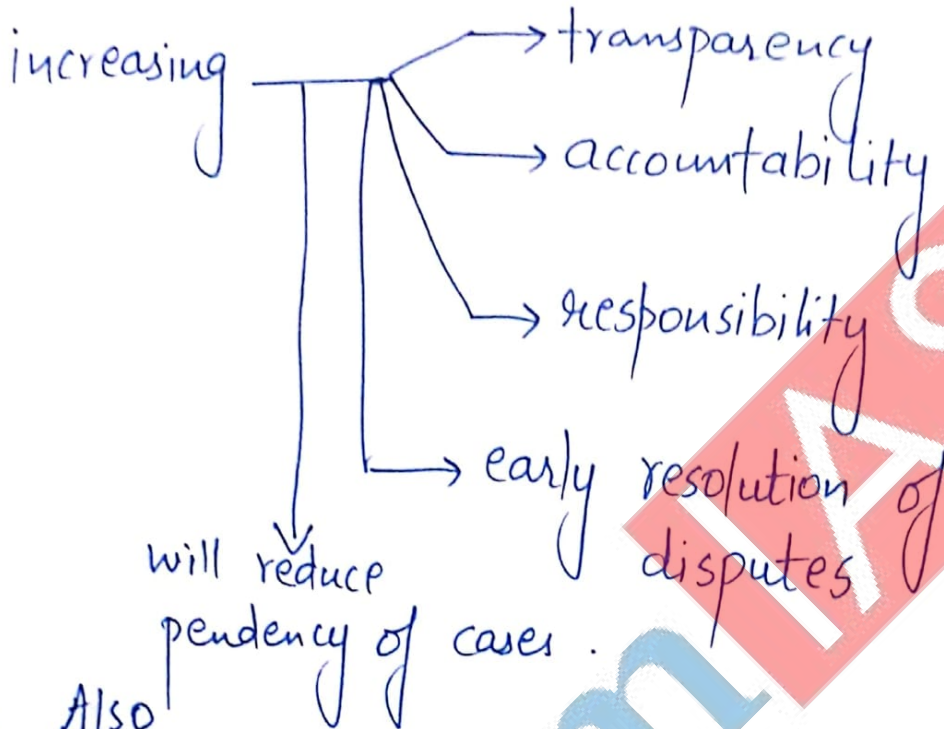 increasing
transparency
accountability
responsibility
early resolution of
disputes
will reduce
pendency of cases.
Also